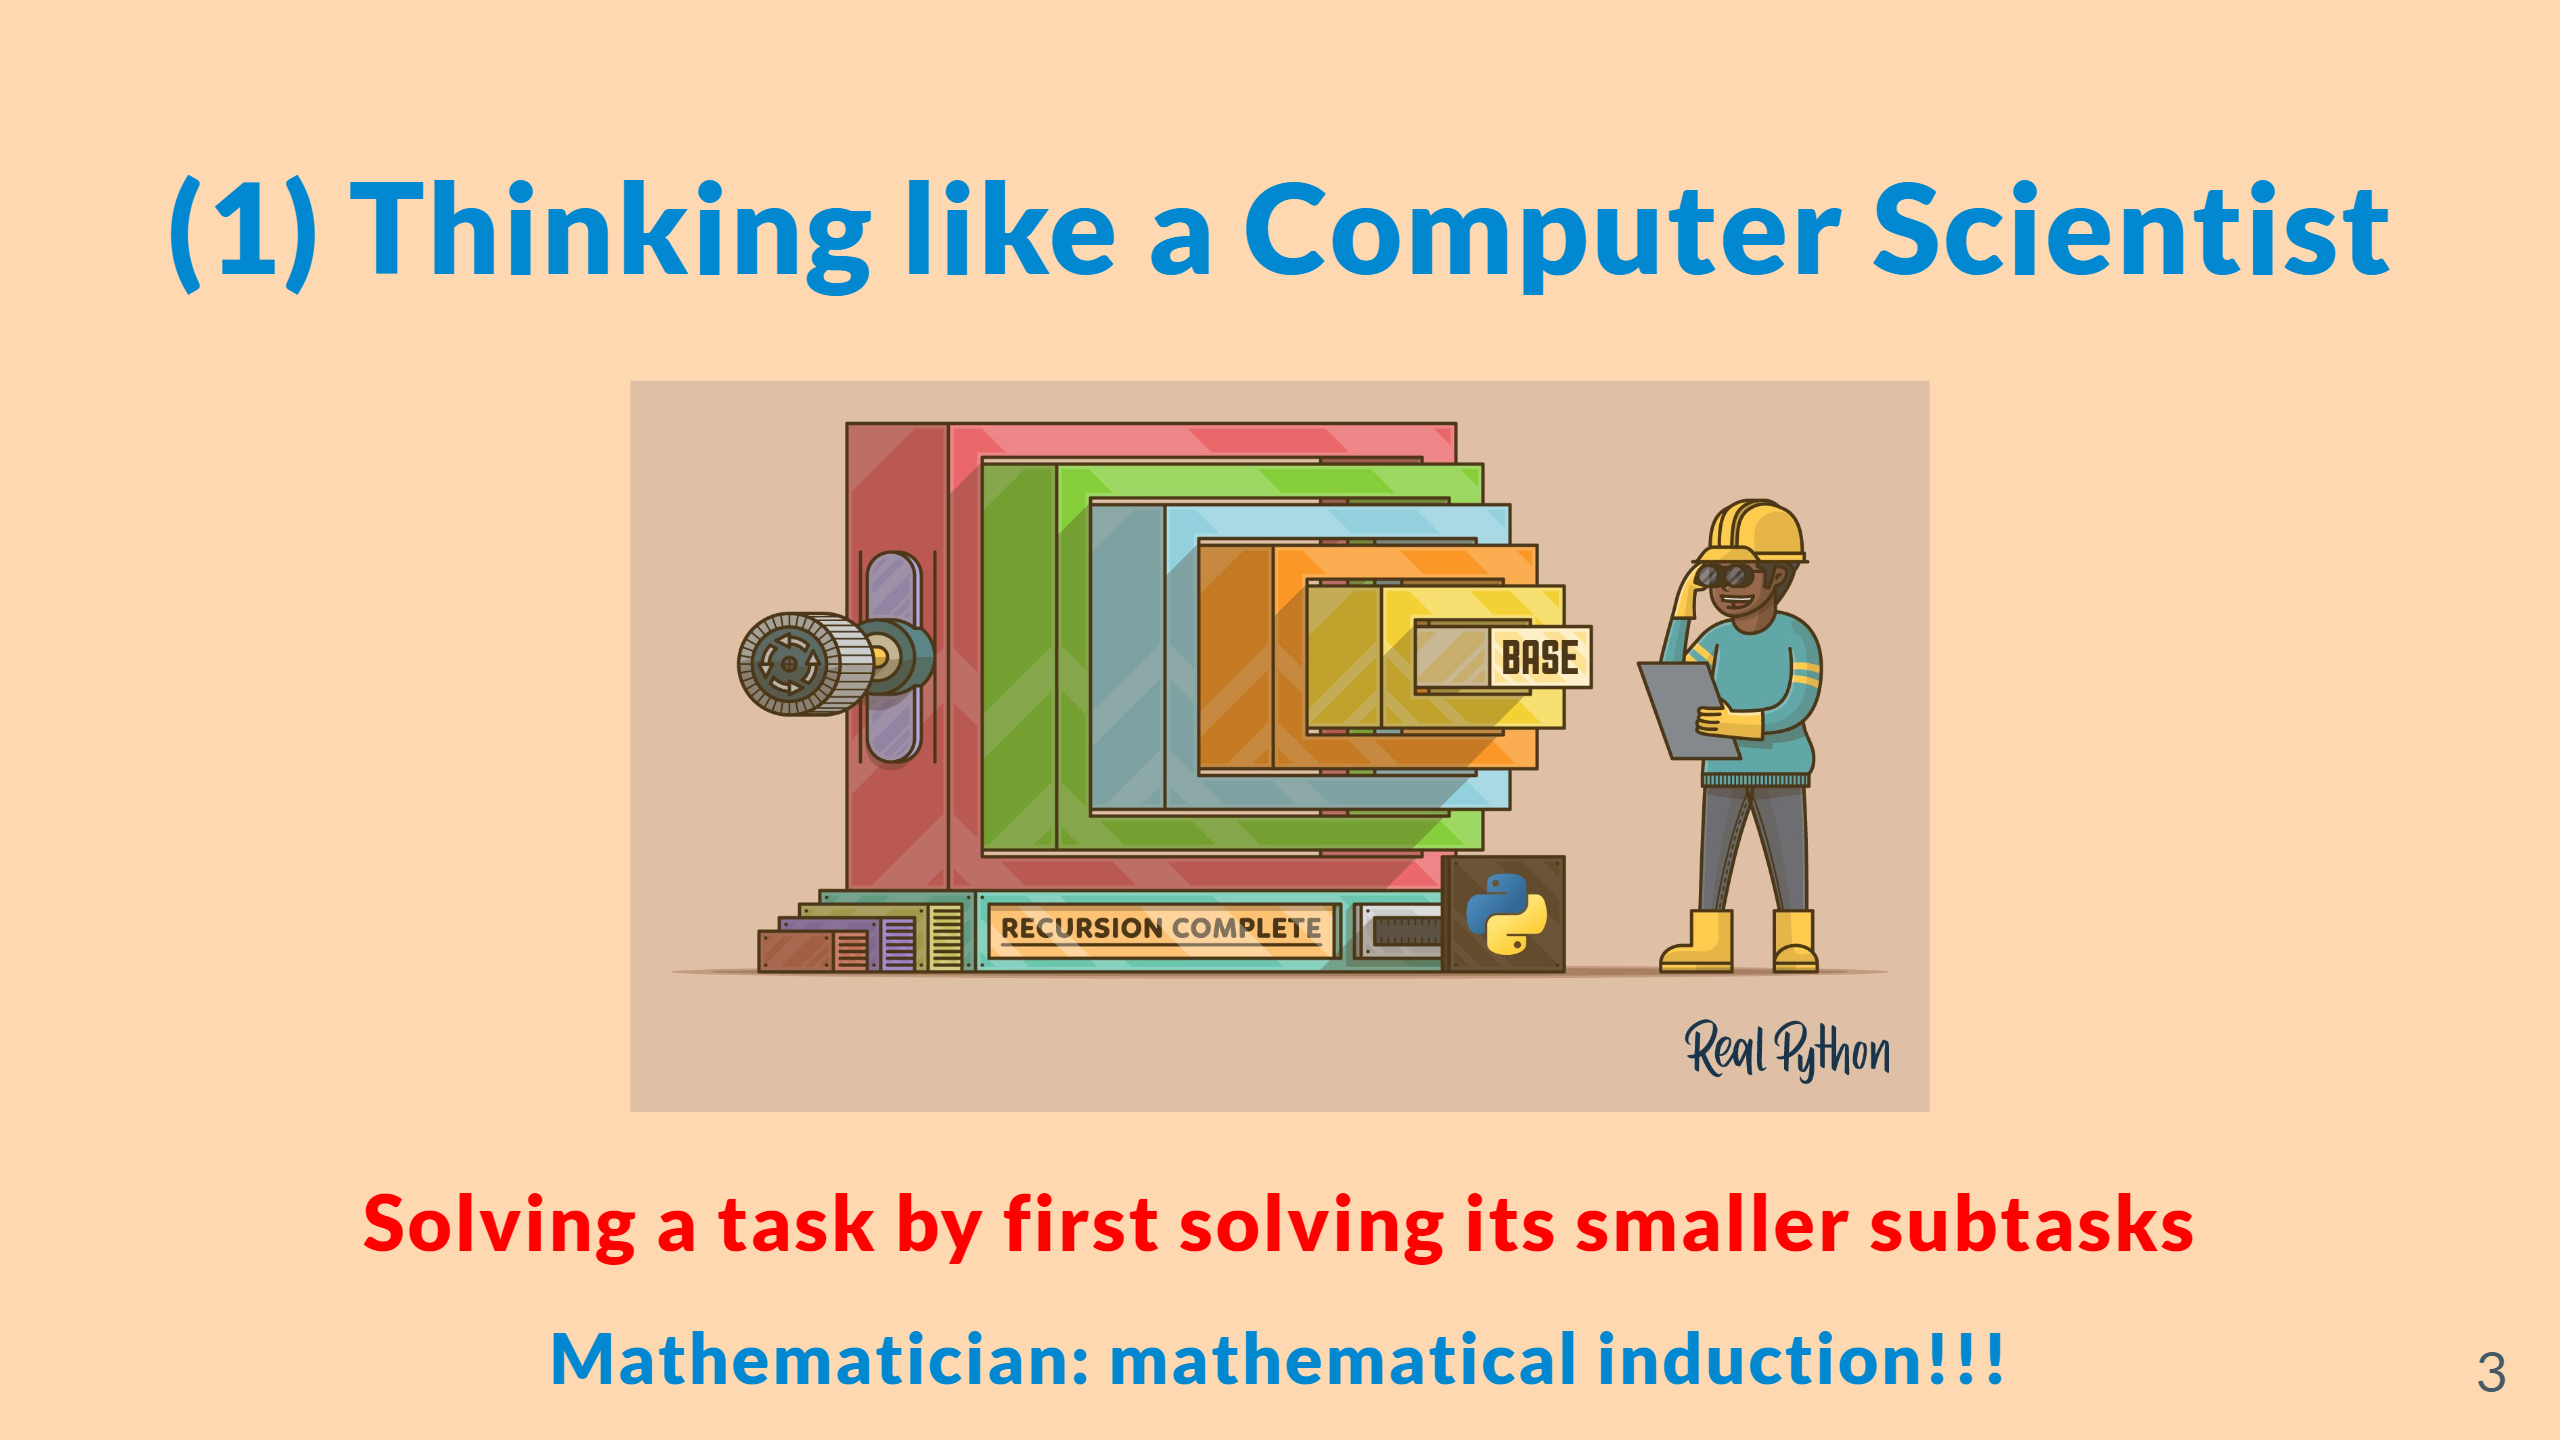 (1) Thinking like a Computer Scientist
BASE
RECURSION COMPLETE
Real Python
Solving a task by first solving its smaller subtasks
Mathematician: mathematical induction!!!
3